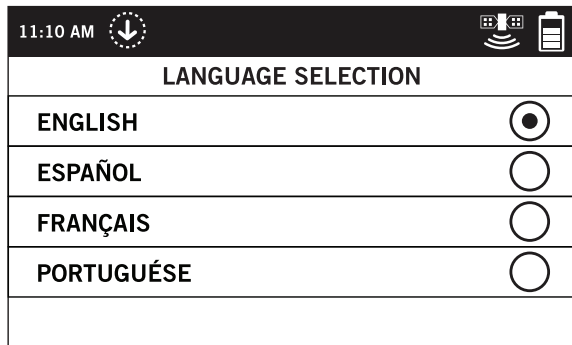 11:10 AM
LANGUAGE SELECTION
ENGLISH
ESPAÑOL
FRANÇAIS
PORTUGUÉSE